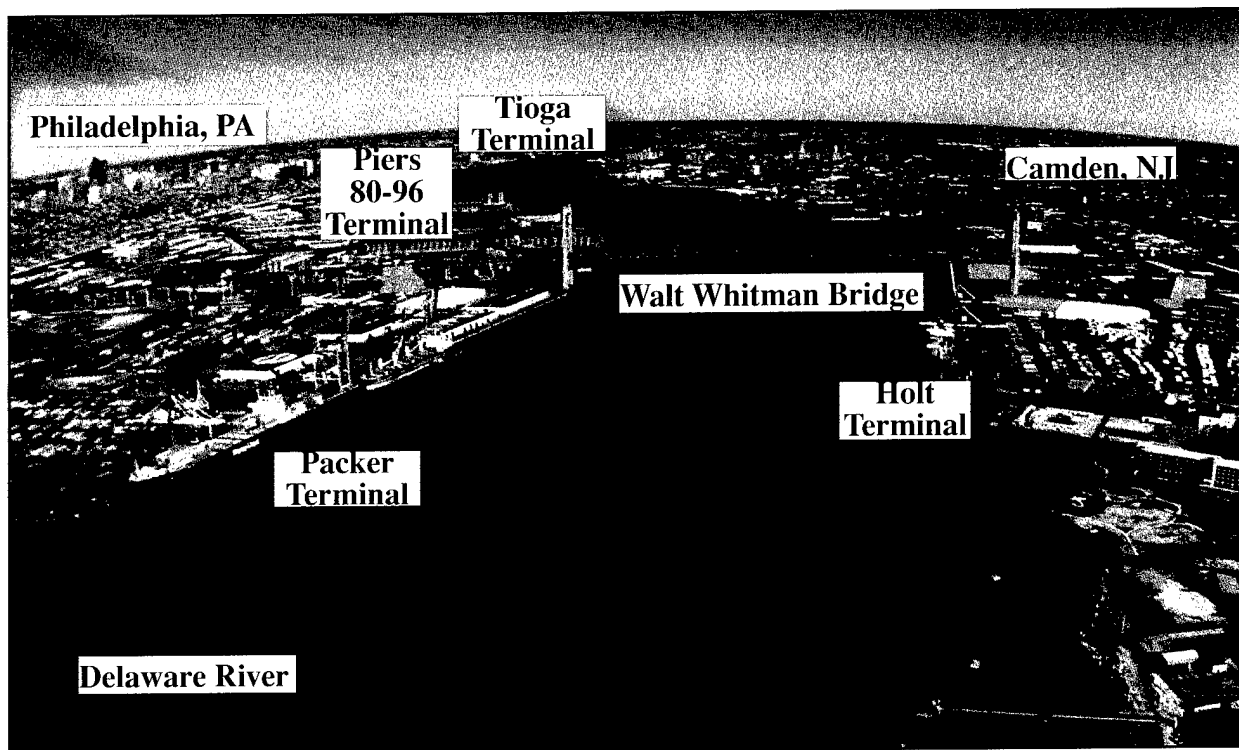 Philadelphia, PA
Tioga
Terminal
Piers
80-96
Terminal
Camden, NJ
Walt Whitman Bridge
Holt
Terminal
Packer
Terminal
Delaware River